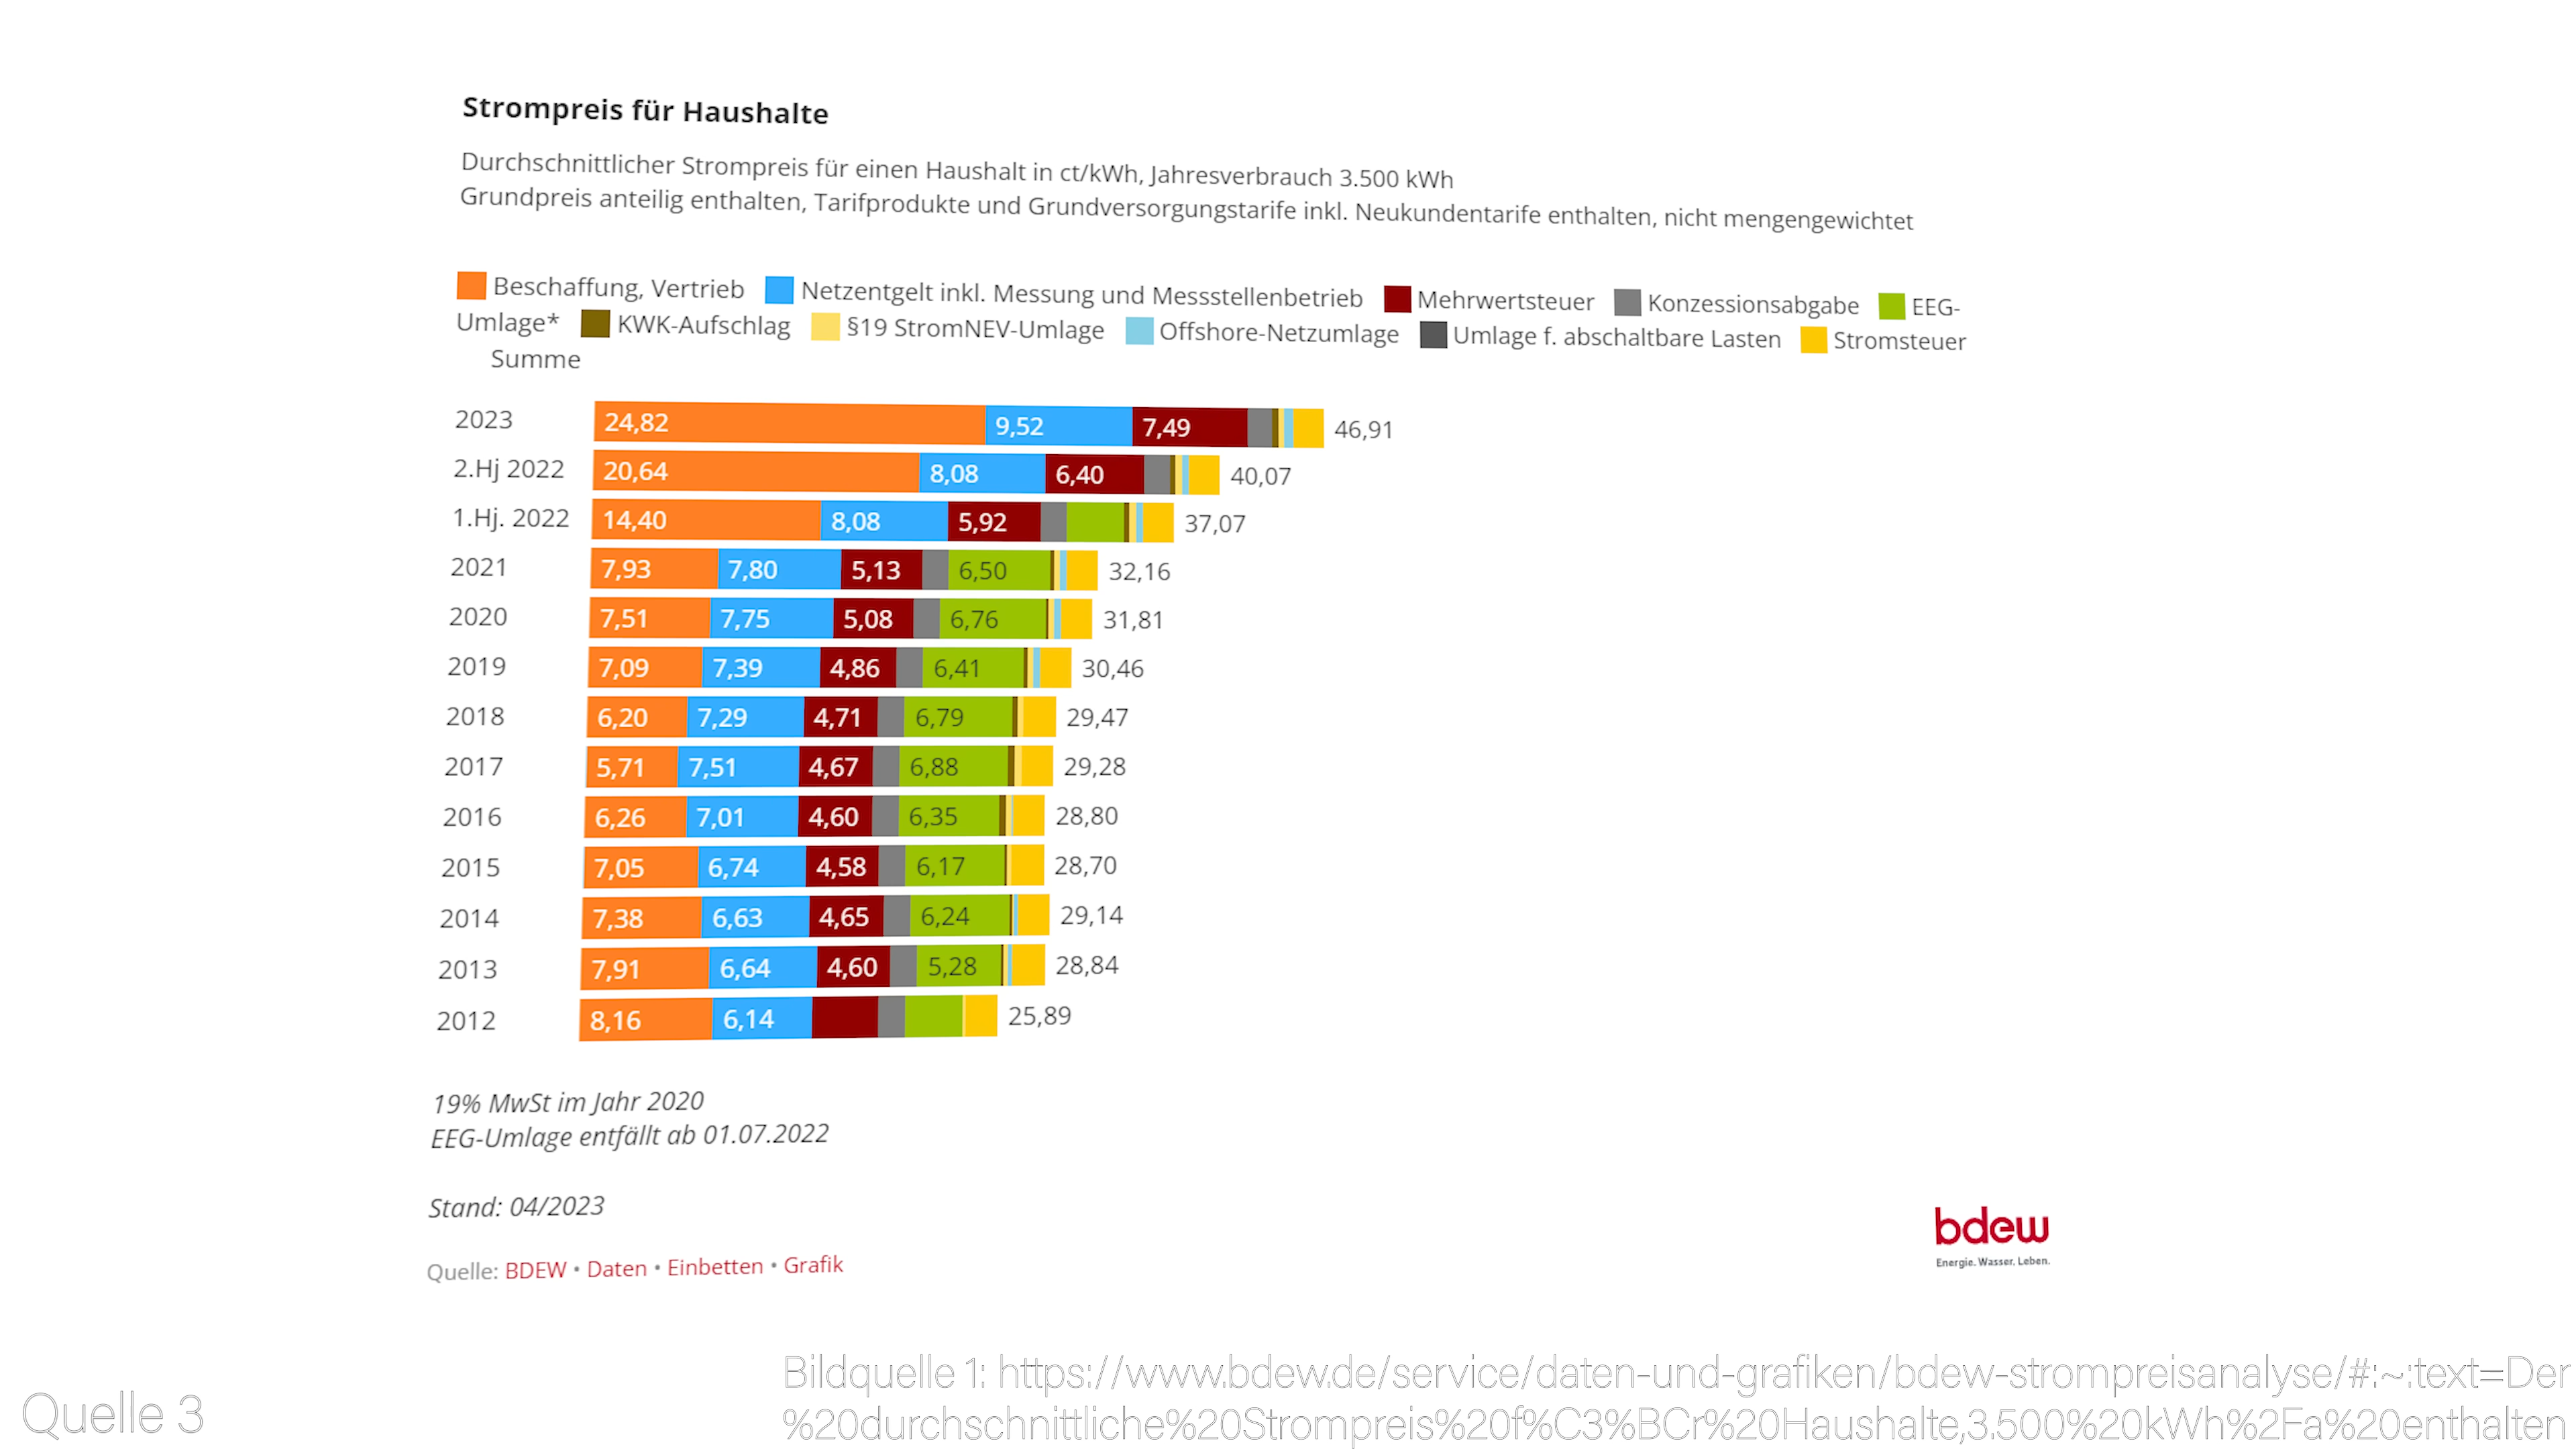 Strompreis für Haushalte
Durchschnittlicher Strompreis für einen Haushalt in ct/kWh, Jahresverbrauch 3.500 kWh
Grundpreis anteilig enthalten, Tarifprodukte und Grundversorgungstarife inkl. Neukundentarife enthalten, nicht mengengewichtet
Beschaffung, Vertrieb Netzentgelt inkl. Messung und Messstellenbetrieb Mehrwertsteuer Konzessionsabgabe EEG-
Umlage* KWK-Aufschlag §19 StromNEV-Umlage Offshore-Netzumlage Umlage f. abschaltbare Lasten Stromsteuer
Summe
2023 24,82 9,52 7,49 46,91
2.Hj 2022 20,64 8,08 6,40 40,07
1.Hj. 2022 14,40 8,08 5,92 37,07
2021 7,93 7,80 5,13 6,50 32,16
2020 7,51 7,75 5,08 6,76 31,81
2019 7,09 7,39 4,86 6,41 30,46
2018 6,20 7,29 4,71 6,79 29,47
2017 5,71 7,51 4,67 6,88 29,28
2016 6,26 7,01 4,60 6,35 28,80
2015 7,05 6,74 4,58 6,17 28,70
2014 7,38 6,63 4,65 6,24 29,14
2013 7,91 6,64 4,60 5,28 28,84
2012 8,16 6,14 25,89
19% MwSt im Jahr 2020
EEG-Umlage entfällt ab 01.07.2022
Stand: 04/2023
Quelle: BDEW • Daten • Einbetten • Grafik
bdew
Energie. Wasser. Leben.
Quelle 3
Bildquelle 1: https://www.bdew.de/service/daten-und-grafiken/bdew-strompreisanalyse/#:~:text=Der
%20durchschnittliche%20Strompreis%20f%C3%BCr%20Haushalte,3.500%20kWh%2Fa%20enthalten